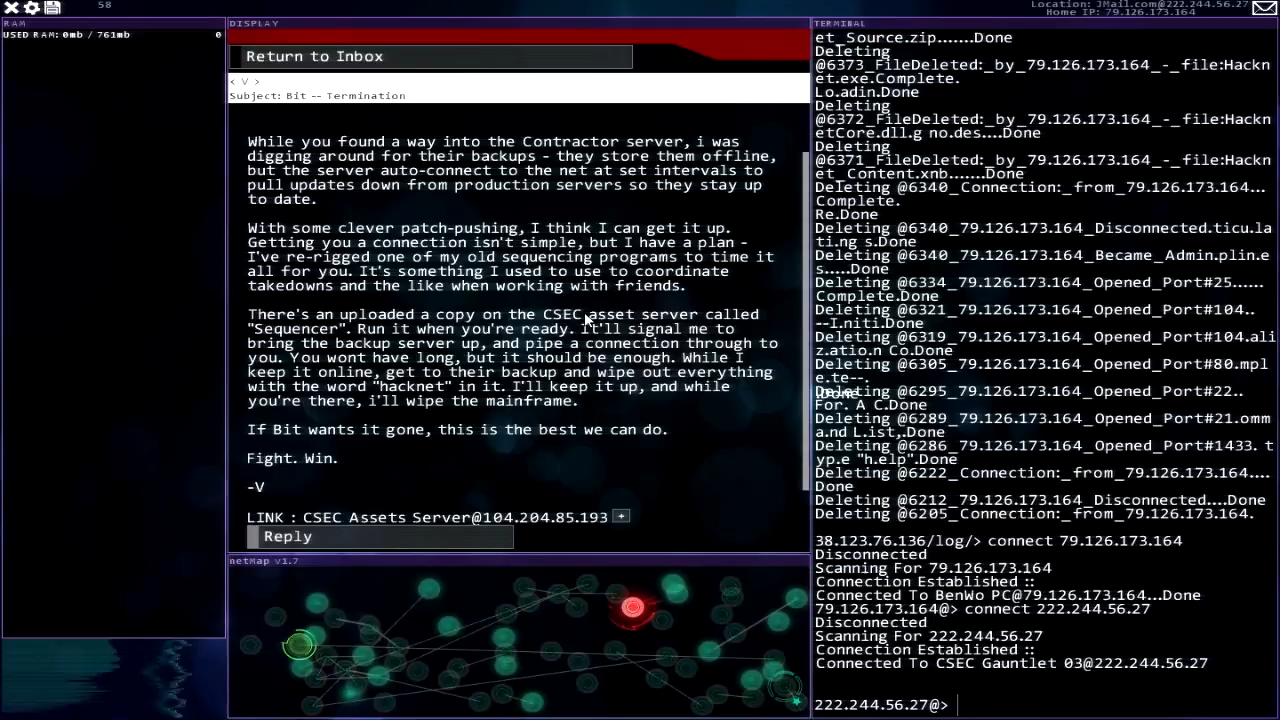 58
Location: JMail.com@222.244.56.27
Home IP: 79.126.173.164
RAM
USED RAM: 0mb / 761mb 0
DISPLAY
Return to Inbox
< V >
Subject: Bit -- Termination
While you found a way into the Contractor server, i was
digging around for their backups - they store them offline,
but the server auto-connect to the net at set intervals to
pull updates down from production servers so they stay up
to date.
With some clever patch-pushing, I think I can get it up.
Getting you a connection isn't simple, but I have a plan -
I've re-rigged one of my old sequencing programs to time it
all for you. It's something I used to use to coordinate
takedowns and the like when working with friends.
There's an uploaded a copy on the CSEC asset server called
"Sequencer". Run it when you're ready. It'll signal me to
bring the backup server up, and pipe a connection through to
you. You wont have long, but it should be enough. While I
keep it online, get to their backup and wipe out everything
with the word "hacknet" in it. I'll keep it up, and while
you're there, i'll wipe the mainframe.
If Bit wants it gone, this is the best we can do.
Fight. Win.
-V
LINK : CSEC Assets Server@104.204.85.193 +
Reply
netMap v1.7
TERMINAL
et_Source.zip.......Done
Deleting
@6373_FileDeleted:_by_79.126.173.164_-_file:Hackn
et.exe.Complete.
Lo.adin.Done
Deleting
@6372_FileDeleted:_by_79.126.173.164_-_file:Hackn
etCore.dll.g no.des....Done
Deleting
@6371_FileDeleted:_by_79.126.173.164_-_file:Hackn
et_Content.xnb.......Done
Deleting @6340_Connection:_from_79.126.173.164...
Complete.
Re.Done
Deleting @6340_79.126.173.164_Disconnected.ticu.la
ti.ng s.Done
Deleting @6340_79.126.173.164_Became_Admin.plin.e
s.....Done
Deleting @6334_79.126.173.164_Opened_Port#25......
Complete.Done
Deleting @6321_79.126.173.164_Opened_Port#104..
--I.niti.Done
Deleting @6319_79.126.173.164_Opened_Port#104.ali
z.atio.n Co.Done
Deleting @6305_79.126.173.164_Opened_Port#80.mpl
e.te--.
.Done
Deleting @6295_79.126.173.164_Opened_Port#22..
For. A C.Done
Deleting @6289_79.126.173.164_Opened_Port#21.omm
a.nd L.ist,.Done
Deleting @6286_79.126.173.164_Opened_Port#1433. t
yp.e "h.elp".Done
Deleting @6222_Connection:_from_79.126.173.164....
Done
Deleting @6212_79.126.173.164_Disconnected....Done
Deleting @6205_Connection:_from_79.126.173.164.
38.123.76.136/log/> connect 79.126.173.164
Disconnected
Scanning For 79.126.173.164
Connection Established ::
Connected To BenWo PC@79.126.173.164...Done
79.126.173.164@> connect 222.244.56.27
Disconnected
Scanning For 222.244.56.27
Connection Established ::
Connected To CSEC Gauntlet 03@222.244.56.27
222.244.56.27@>